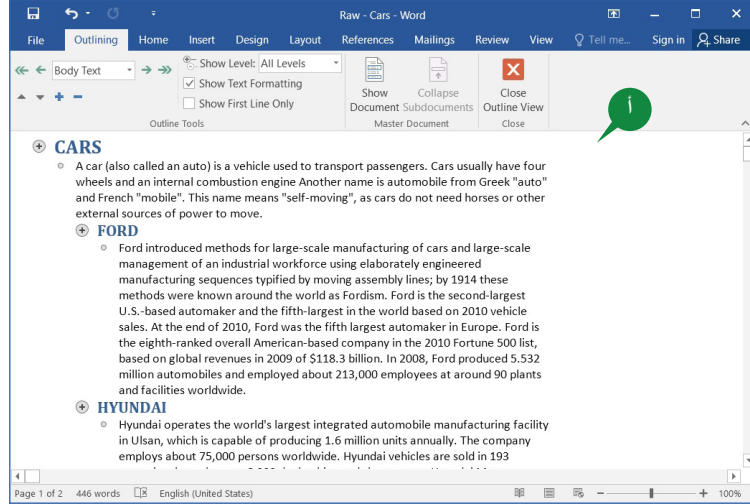 Raw - Cars - Word
File Outlining Home Insert Design Layout References Mailings Review View Tell me... Sign in Share
Body Text
Show Level: All Levels
Show Text Formatting
Show First Line Only
Outline Tools
Show Document
Collapse Subdocuments
Master Document
Close Outline View
Close
أ
CARS
A car (also called an auto) is a vehicle used to transport passengers. Cars usually have four
wheels and an internal combustion engine Another name is automobile from Greek "auto"
and French "mobile". This name means "self-moving", as cars do not need horses or other
external sources of power to move.
FORD
Ford introduced methods for large-scale manufacturing of cars and large-scale
management of an industrial workforce using elaborately engineered
manufacturing sequences typified by moving assembly lines; by 1914 these
methods were known around the world as Fordism. Ford is the second-largest
U.S.-based automaker and the fifth-largest in the world based on 2010 vehicle
sales. At the end of 2010, Ford was the fifth largest automaker in Europe. Ford is
the eighth-ranked overall American-based company in the 2010 Fortune 500 list,
based on global revenues in 2009 of $118.3 billion. In 2008, Ford produced 5.532
million automobiles and employed about 213,000 employees at around 90 plants
and facilities worldwide.
HYUNDAI
Hyundai operates the world's largest integrated automobile manufacturing facility
in Ulsan, which is capable of producing 1.6 million units annually. The company
employs about 75,000 persons worldwide. Hyundai vehicles are sold in 193
Page 1 of 2 446 words English (United States) 100%